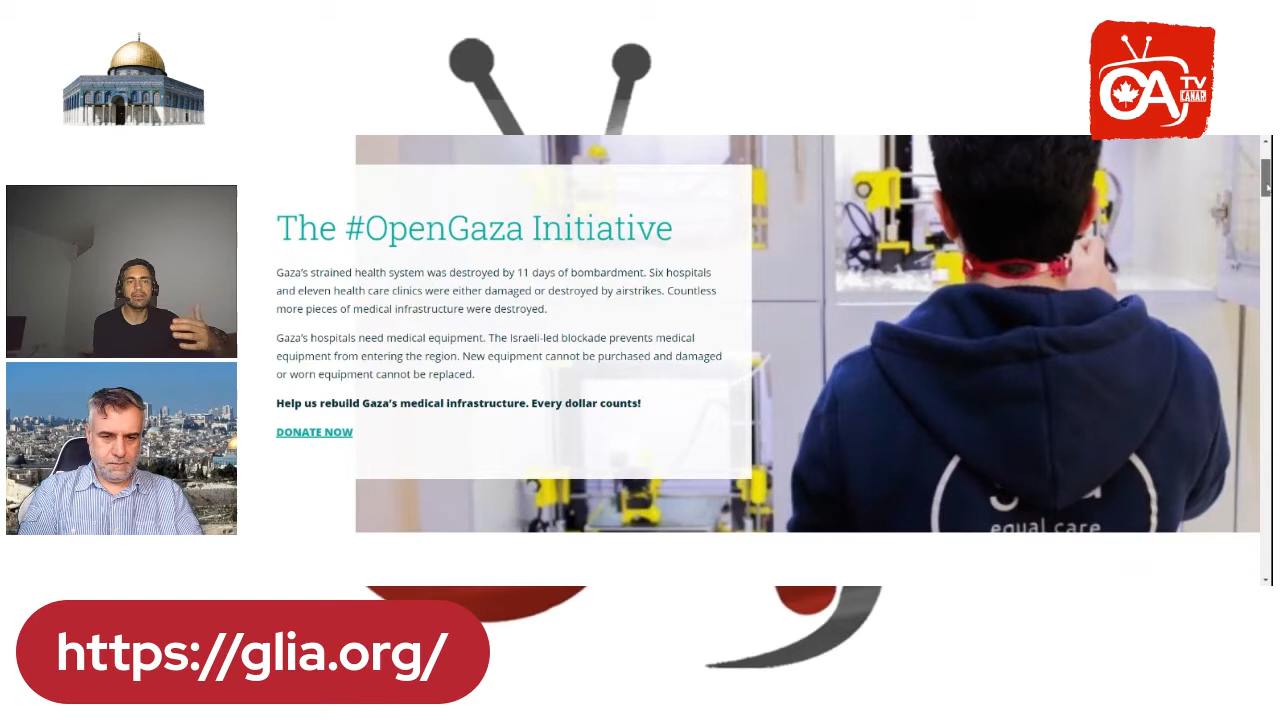 OA TV
CANADA
The #OpenGaza Initiative
Gaza's strained health system was destroyed by 11 days of bombardment. Six hospitals
and eleven health care clinics were either damaged or destroyed by airstrikes. Countless
more pieces of medical infrastructure were destroyed.
Gaza's hospitals need medical equipment. The Israeli-led blockade prevents medical
equipment from entering the region. New equipment cannot be purchased and damaged
or worn equipment cannot be replaced.
Help us rebuild Gaza's medical infrastructure. Every dollar counts!
DONATE NOW
equal care
https://glia.org/